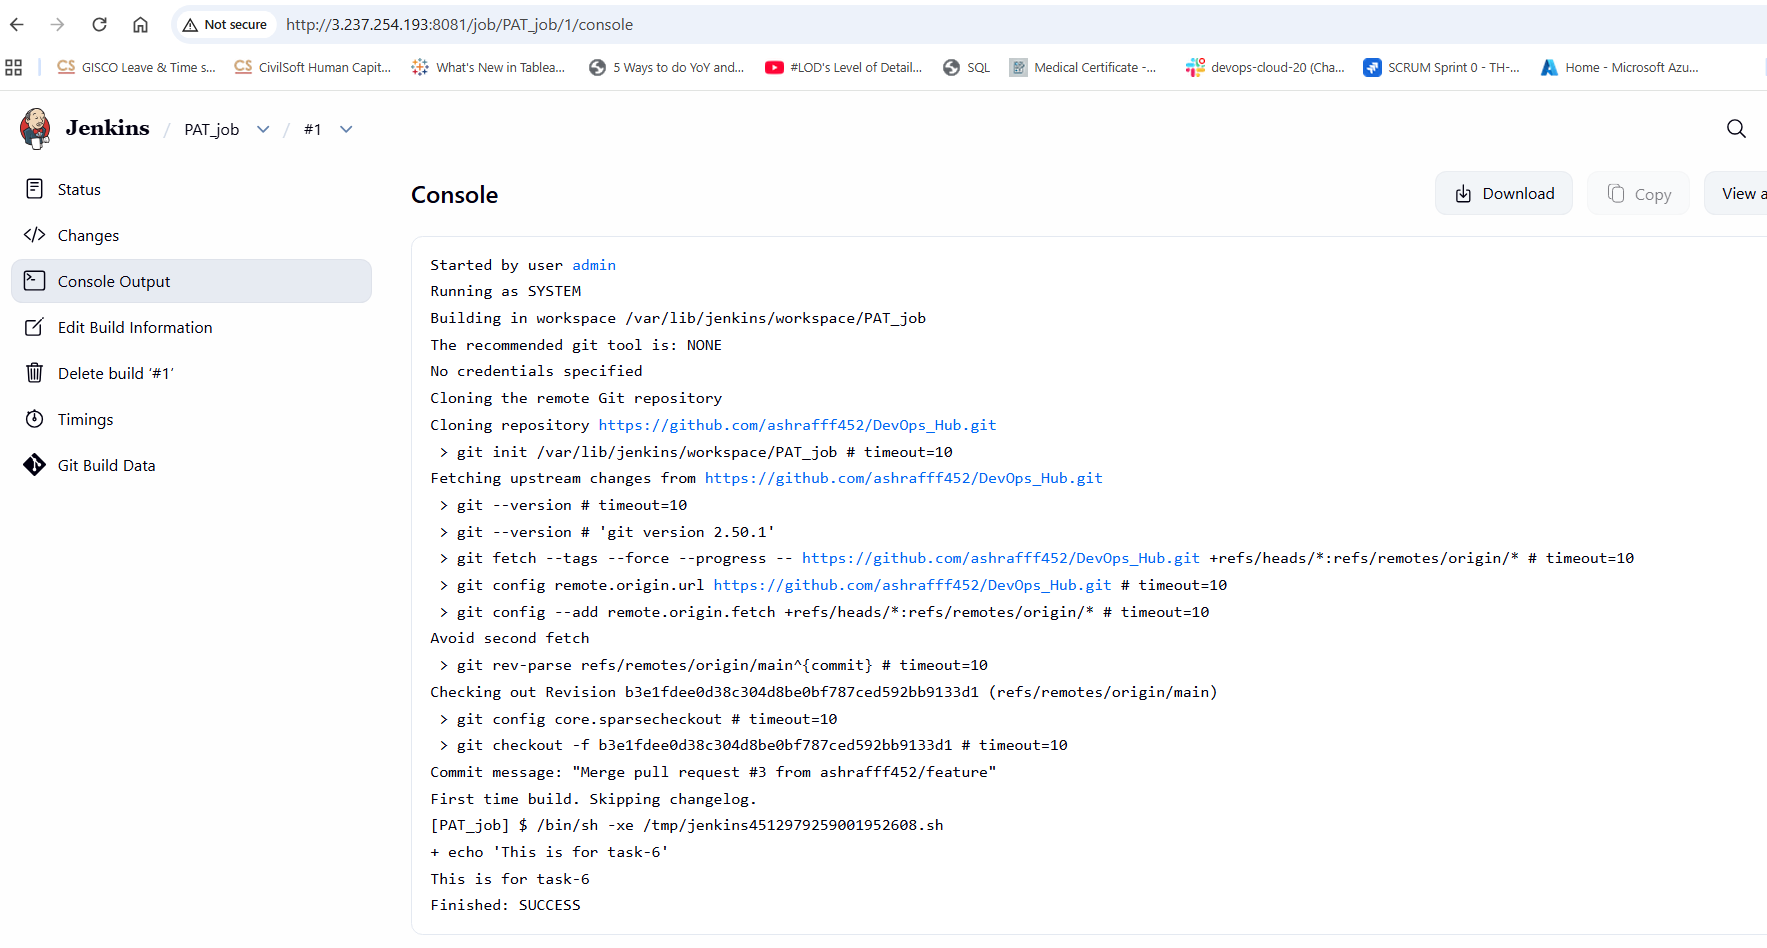 Not secure http://3.237.254.193:8081/job/PAT_job/1/console
GISCO Leave & Time s... CivilSoft Human Capit... What's New in Tablea... 5 Ways to do YoY and... #LOD's Level of Detail... SQL Medical Certificate -... devops-cloud-20 (Cha... SCRUM Sprint 0 - TH-... Home - Microsoft Azu...
Jenkins / PAT_job / #1
Status
Changes
Console Output
Edit Build Information
Delete build ‘#1’
Timings
Git Build Data
Console
Download
Copy
View a
Started by user admin
Running as SYSTEM
Building in workspace /var/lib/jenkins/workspace/PAT_job
The recommended git tool is: NONE
No credentials specified
Cloning the remote Git repository
Cloning repository https://github.com/ashrafff452/DevOps_Hub.git
> git init /var/lib/jenkins/workspace/PAT_job # timeout=10
Fetching upstream changes from https://github.com/ashrafff452/DevOps_Hub.git
> git --version # timeout=10
> git --version # 'git version 2.50.1'
> git fetch --tags --force --progress -- https://github.com/ashrafff452/DevOps_Hub.git +refs/heads/*:refs/remotes/origin/* # timeout=10
> git config remote.origin.url https://github.com/ashrafff452/DevOps_Hub.git # timeout=10
> git config --add remote.origin.fetch +refs/heads/*:refs/remotes/origin/* # timeout=10
Avoid second fetch
> git rev-parse refs/remotes/origin/main^{commit} # timeout=10
Checking out Revision b3e1fdee0d38c304d8be0bf787ced592bb9133d1 (refs/remotes/origin/main)
> git config core.sparsecheckout # timeout=10
> git checkout -f b3e1fdee0d38c304d8be0bf787ced592bb9133d1 # timeout=10
Commit message: "Merge pull request #3 from ashrafff452/feature"
First time build. Skipping changelog.
[PAT_job] $ /bin/sh -xe /tmp/jenkins4512979259001952608.sh
+ echo 'This is for task-6'
This is for task-6
Finished: SUCCESS